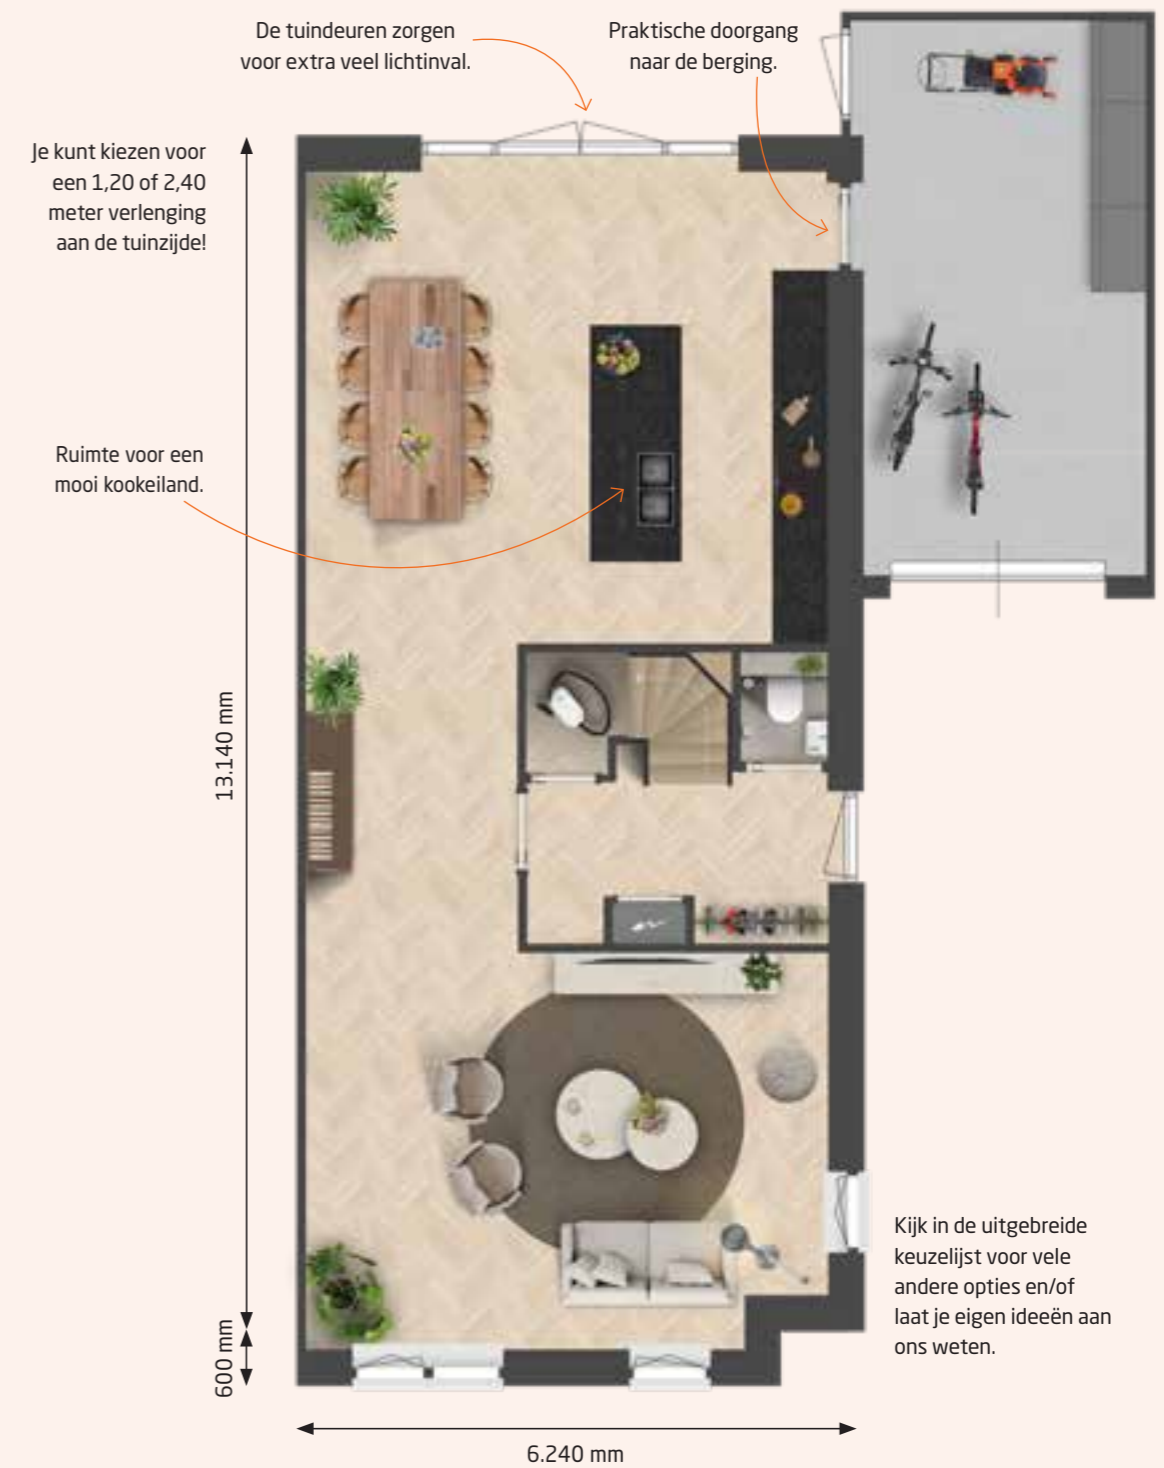 De tuindeuren zorgen
voor extra veel lichtinval.
Praktische doorgang
naar de berging.
Je kunt kiezen voor
een 1,20 of 2,40
meter verlenging
aan de tuinzijde!
Ruimte voor een
mooi kookeiland.
13.140 mm
Kijk in de uitgebreide
keuzelijst voor vele
andere opties en/of
laat je eigen ideeën aan
ons weten.
600 mm
6.240 mm